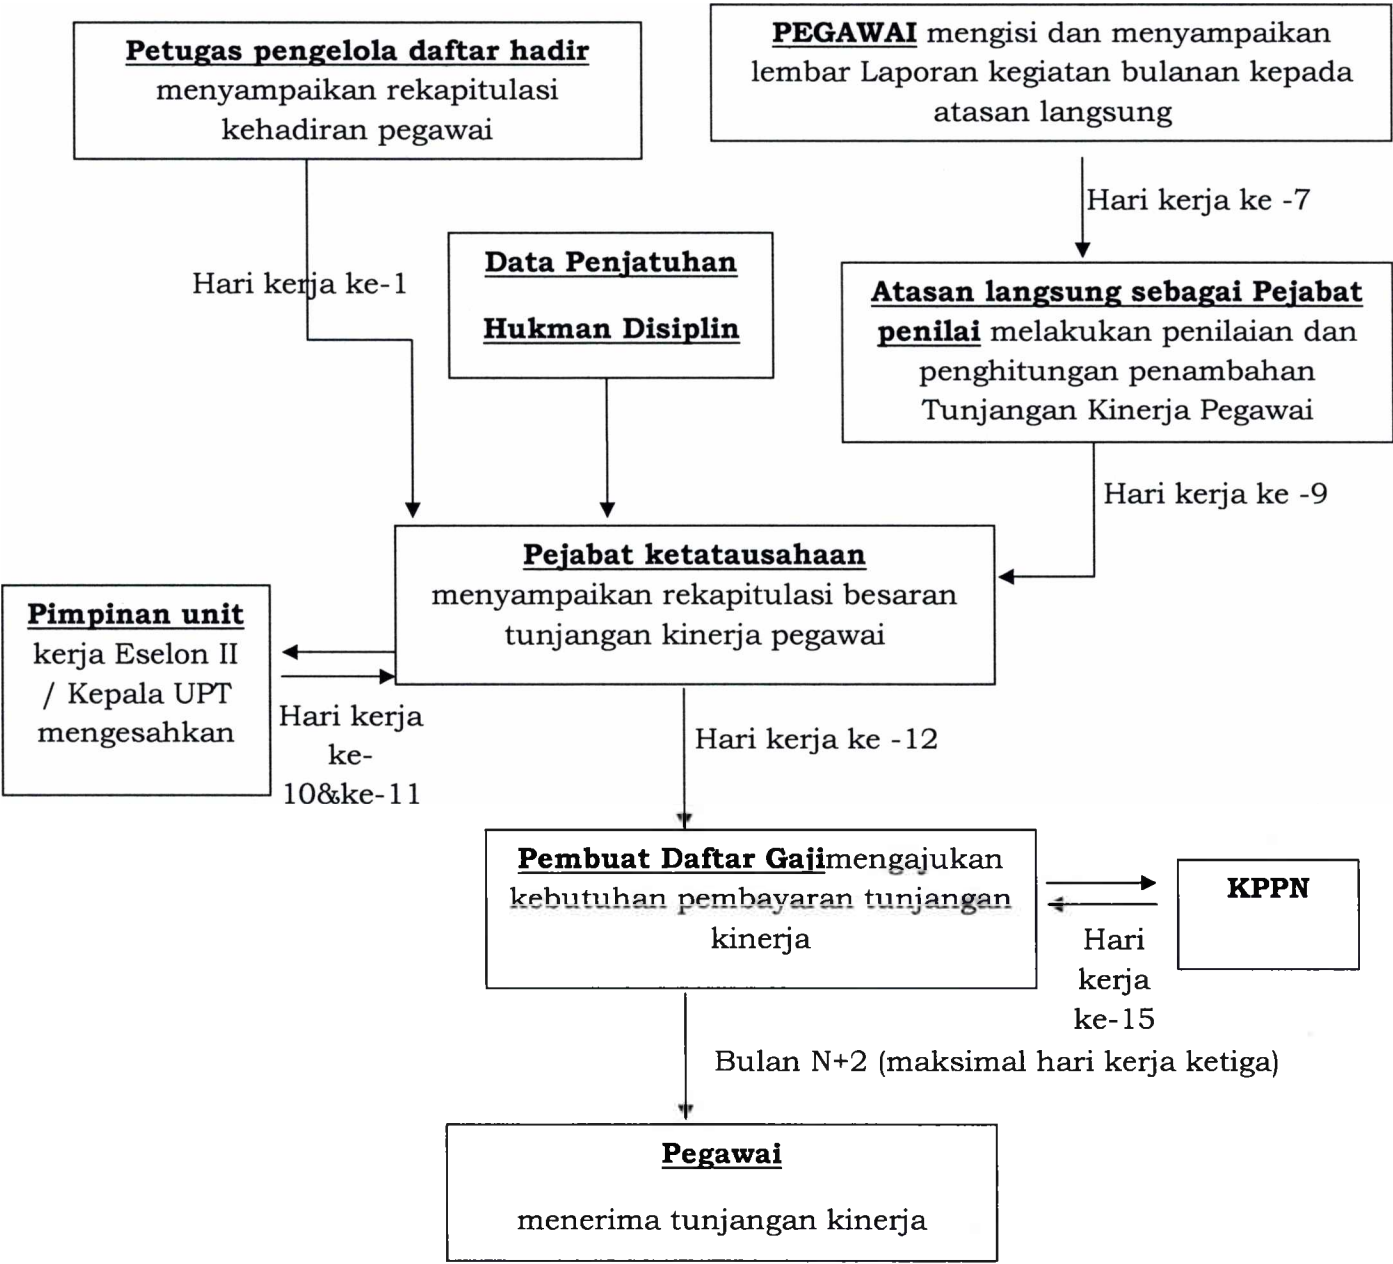 Petugas pengelola daftar hadir
menyampaikan rekapitulasi
kehadiran pegawai
PEGAWAI mengisi dan menyampaikan
lembar Laporan kegiatan bulanan kepada
atasan langsung
Hari kerja ke -7
Hari kerja ke-1
Data Penjatuhan
Hukman Disiplin
Atasan langsung sebagai Pejabat
penilai melakukan penilaian dan
penghitungan penambahan
Tunjangan Kinerja Pegawai
Hari kerja ke -9
Pejabat ketatausahaan
menyampaikan rekapitulasi besaran
tunjangan kinerja pegawai
Pimpinan unit
kerja Eselon II
/ Kepala UPT
mengesahkan
Hari kerja
ke-
10&ke-11
Hari kerja ke -12
Pembuat Daftar Gajimengajukan
kebutuhan pembayaran tunjangan
kinerja
KPPN
Hari
kerja
ke-15
Bulan N+2 (maksimal hari kerja ketiga)
Pegawai
menerima tunjangan kinerja